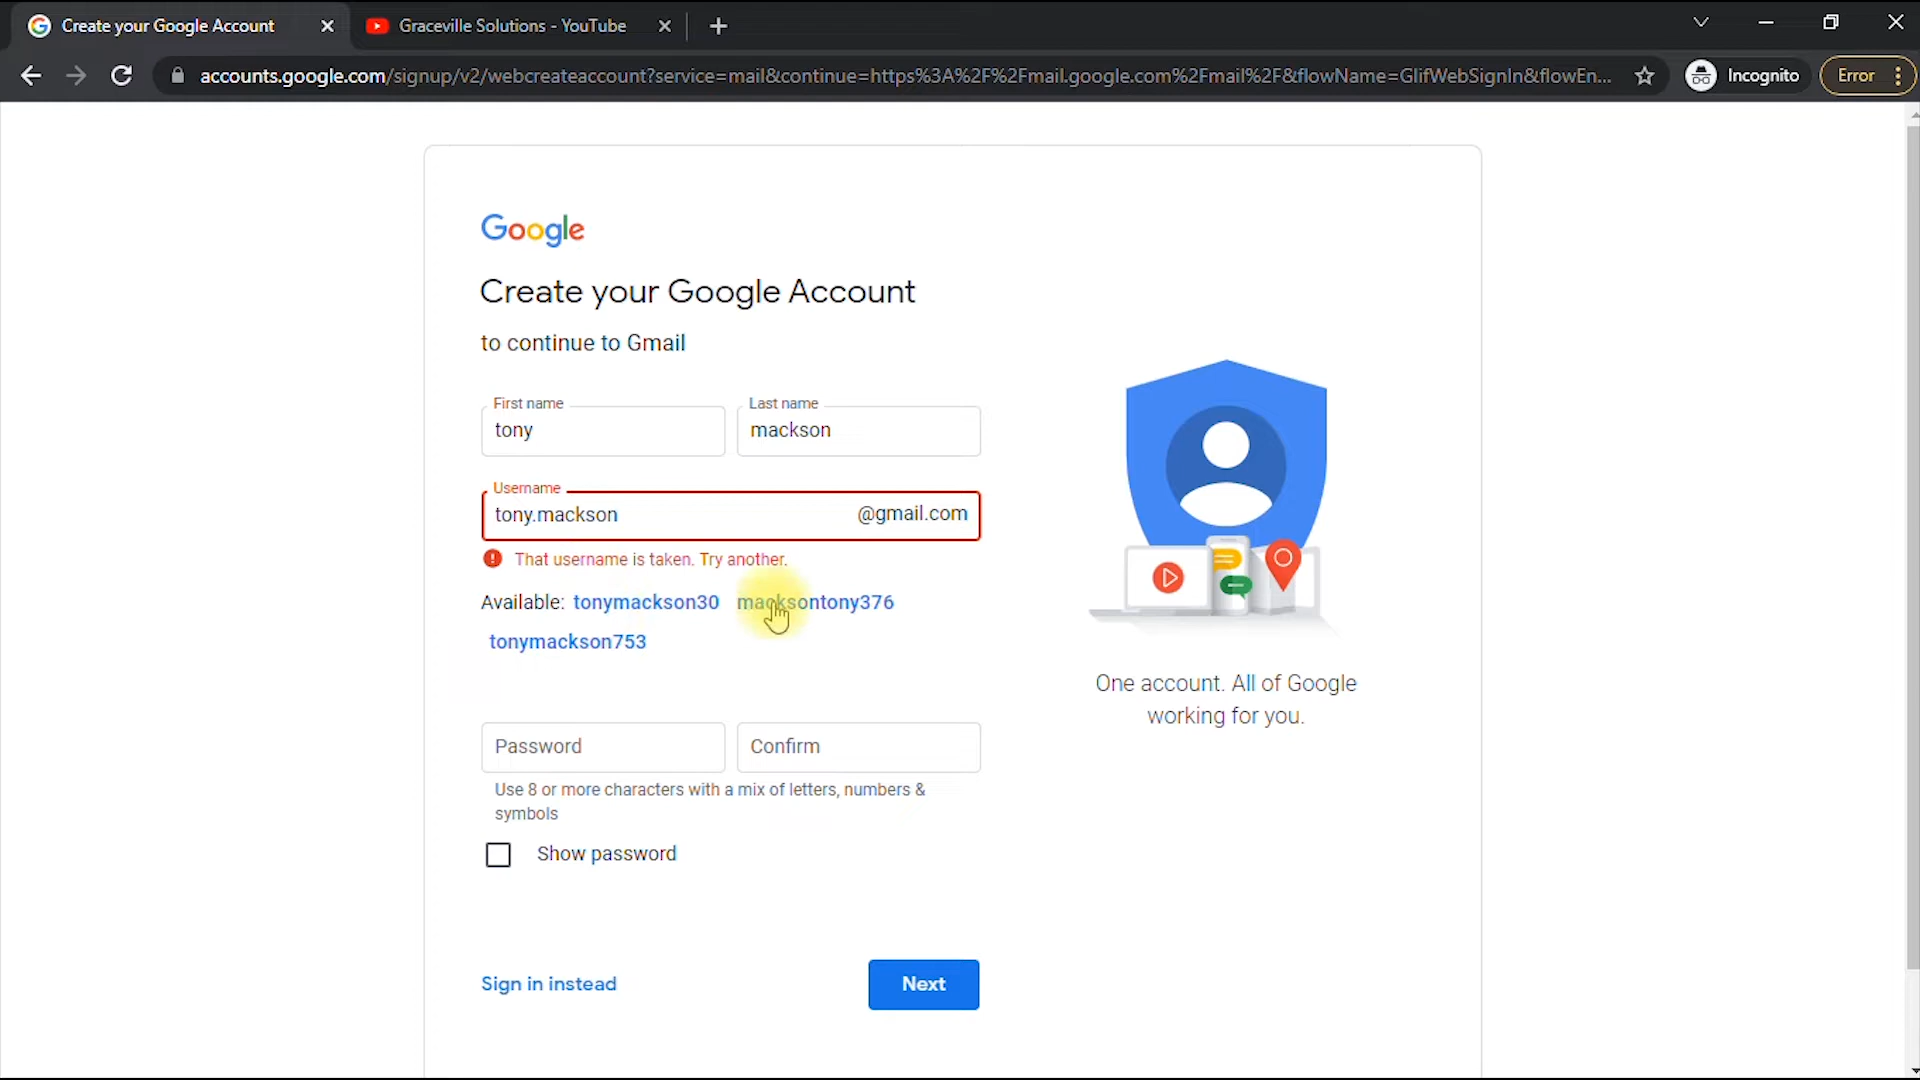 Create your Google Account
Graceville Solutions - YouTube
accounts.google.com/signup/v2/webcreateaccount?service=mail&continue=https%3A%2F%2Fmail.google.com%2Fmail%2F&flowName=GlifWebSignIn&flowEn...
Incognito
Error
Google
Create your Google Account
to continue to Gmail
First name
Last name
tony
mackson
Username
tony.mackson @gmail.com
That username is taken. Try another.
Available: tonymackson30 macksontony376
tonymackson753
Password
Confirm
Use 8 or more characters with a mix of letters, numbers &
symbols
Show password
Sign in instead
Next
One account. All of Google
working for you.